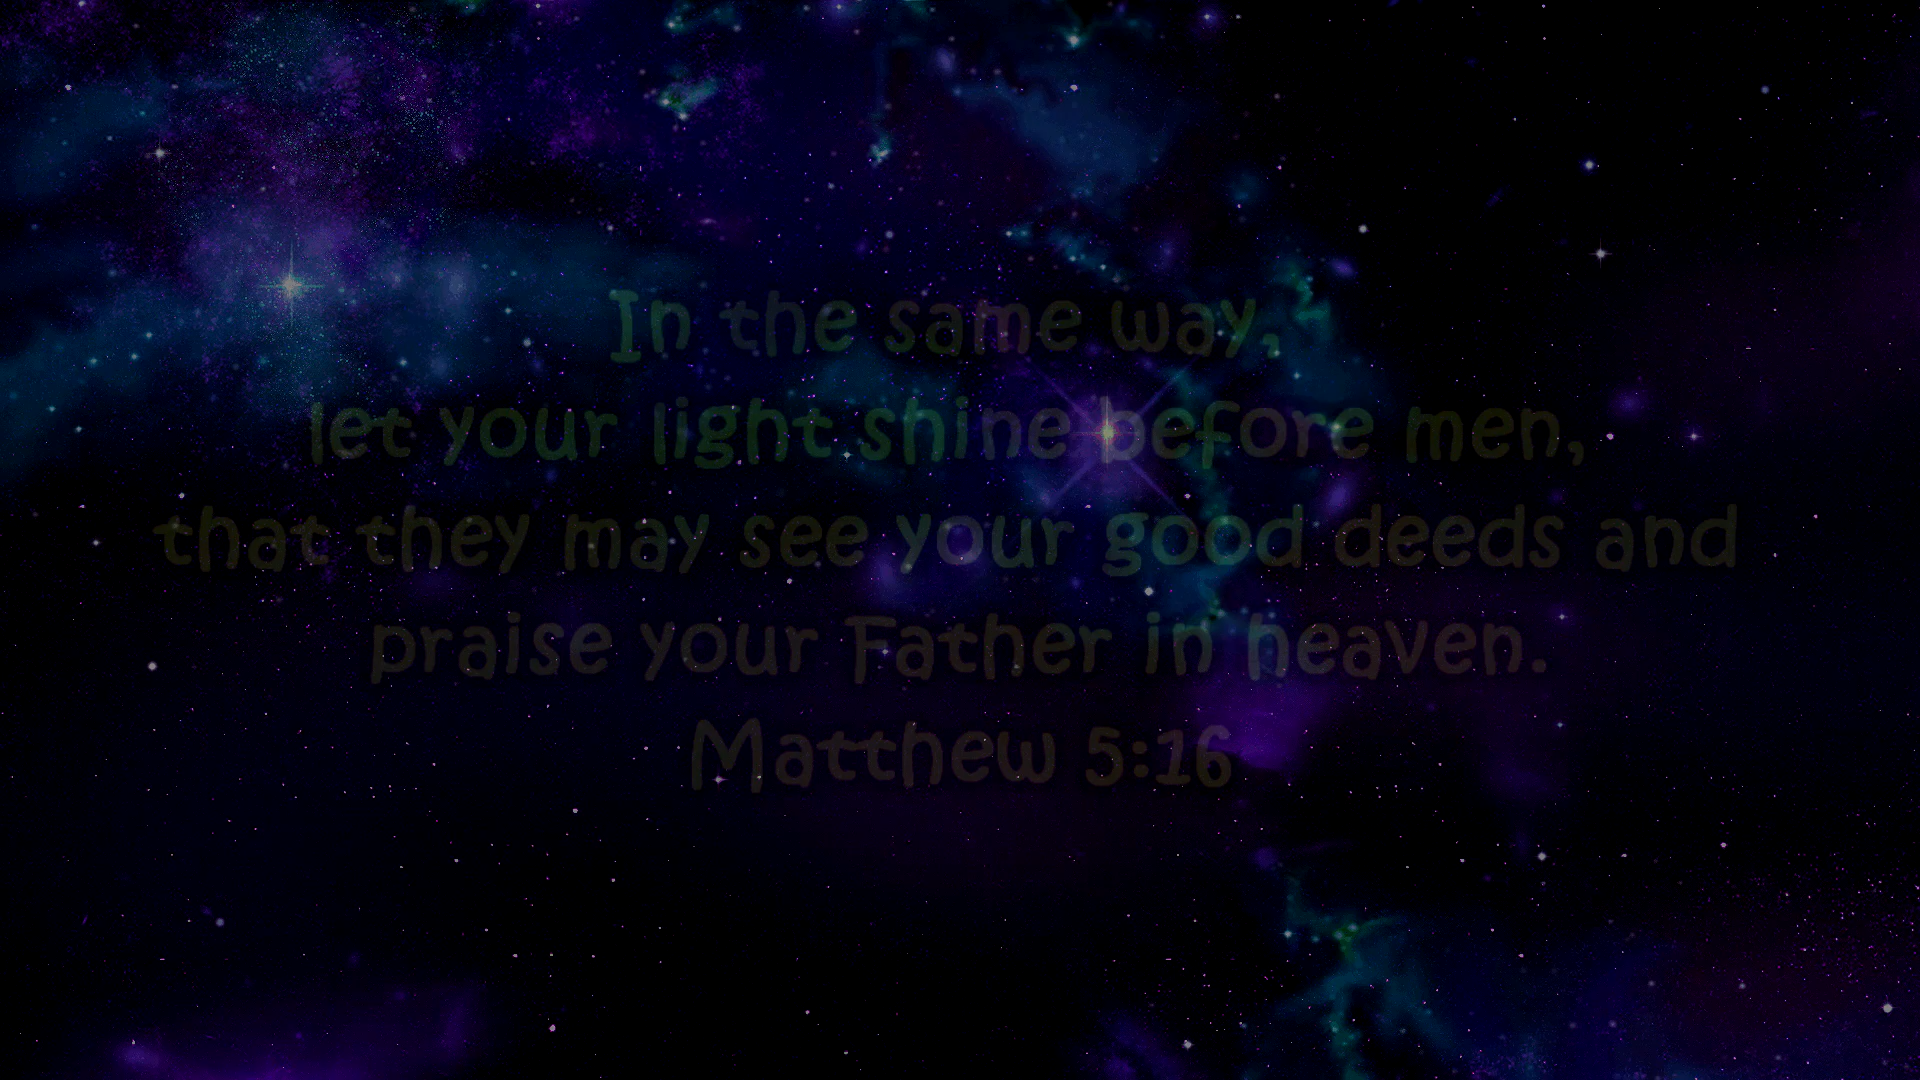 In the same way,
let your light shine before men,
that they may see your good deeds and
praise your Father in heaven.
Matthew 5:16